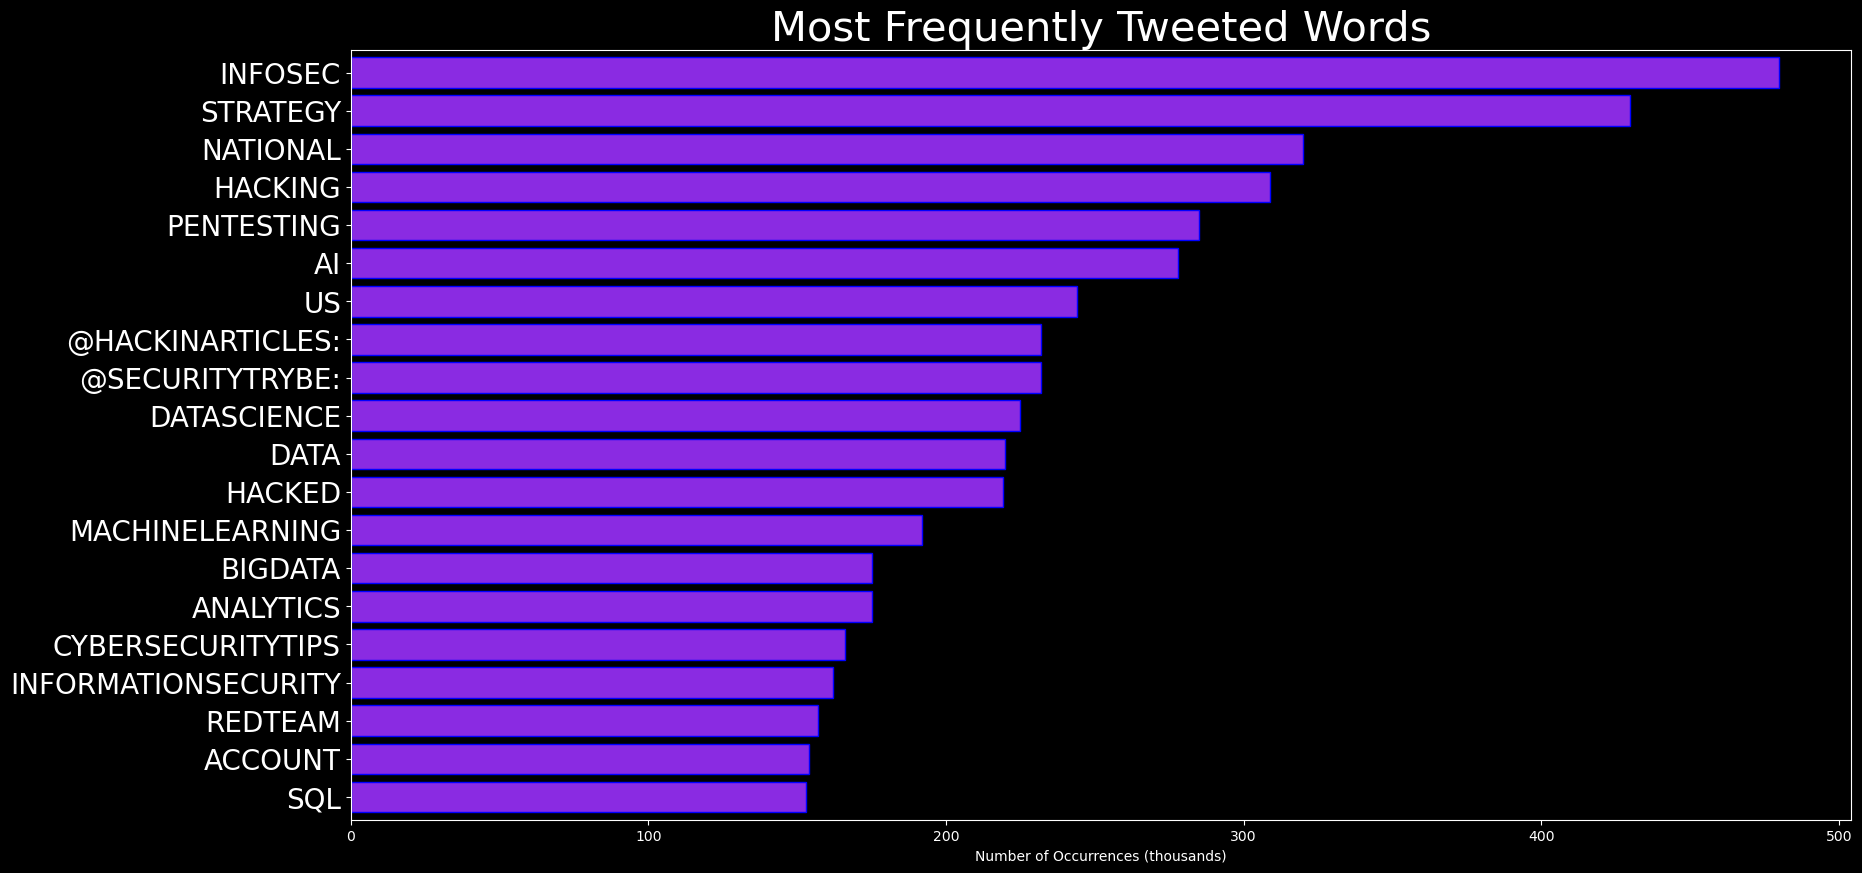 Most Frequently Tweeted Words
INFOSEC
STRATEGY
NATIONAL
HACKING
PENTESTING
AI
US
@HACKINARTICLES:
@SECURITYTRYBE:
DATASCIENCE
DATA
HACKED
MACHINELEARNING
BIGDATA
ANALYTICS
CYBERSECURITYTIPS
INFORMATIONSECURITY
REDTEAM
ACCOUNT
SQL
0 100 200 300 400 500
Number of Occurrences (thousands)